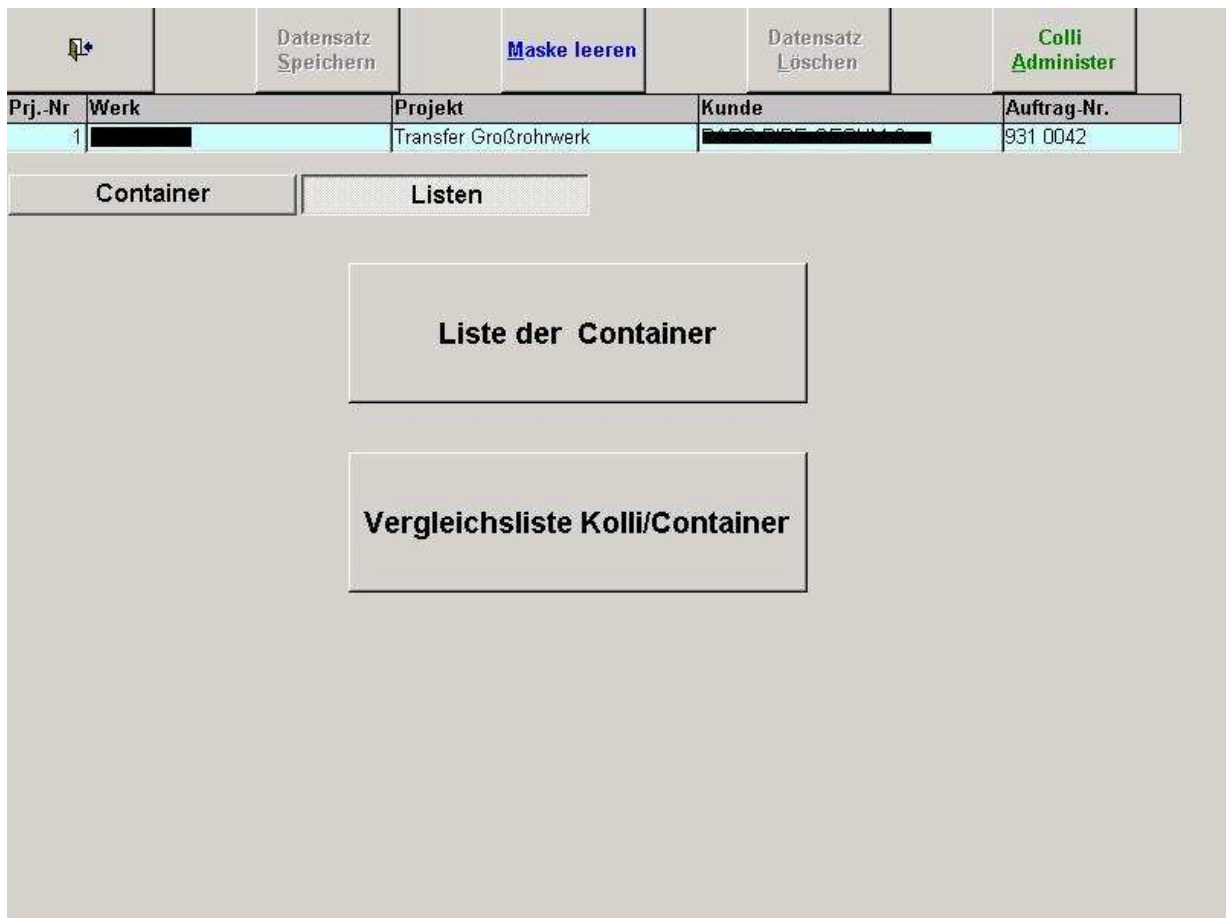 Datensatz
Speichern
Maske leeren
Datensatz
Löschen
Colli
Administer
Prj.-Nr Werk Projekt Kunde Auftrag-Nr.
1 Transfer Großrohrwerk 931 0042
Container Listen
Liste der Container
Vergleichsliste Kolli/Container